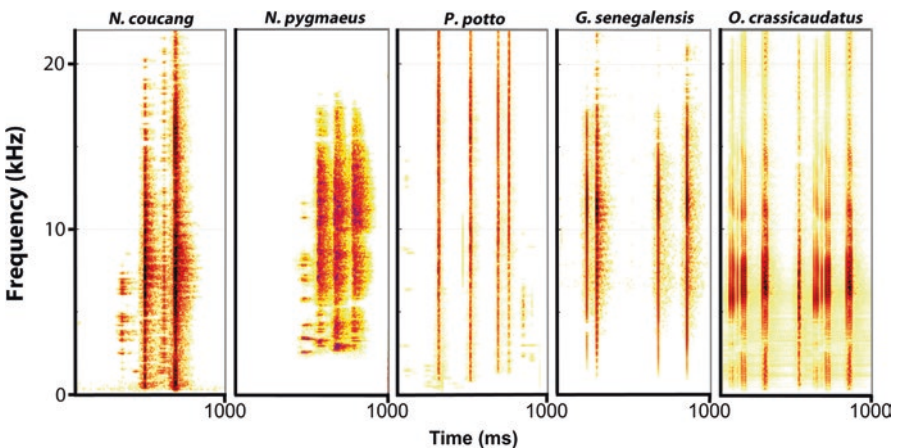 N. coucang N. pygmaeus P. potto G. senegalensis O. crassicaudatus
20
10
0
Frequency (kHz)
1000 1000 1000 1000 1000
Time (ms)